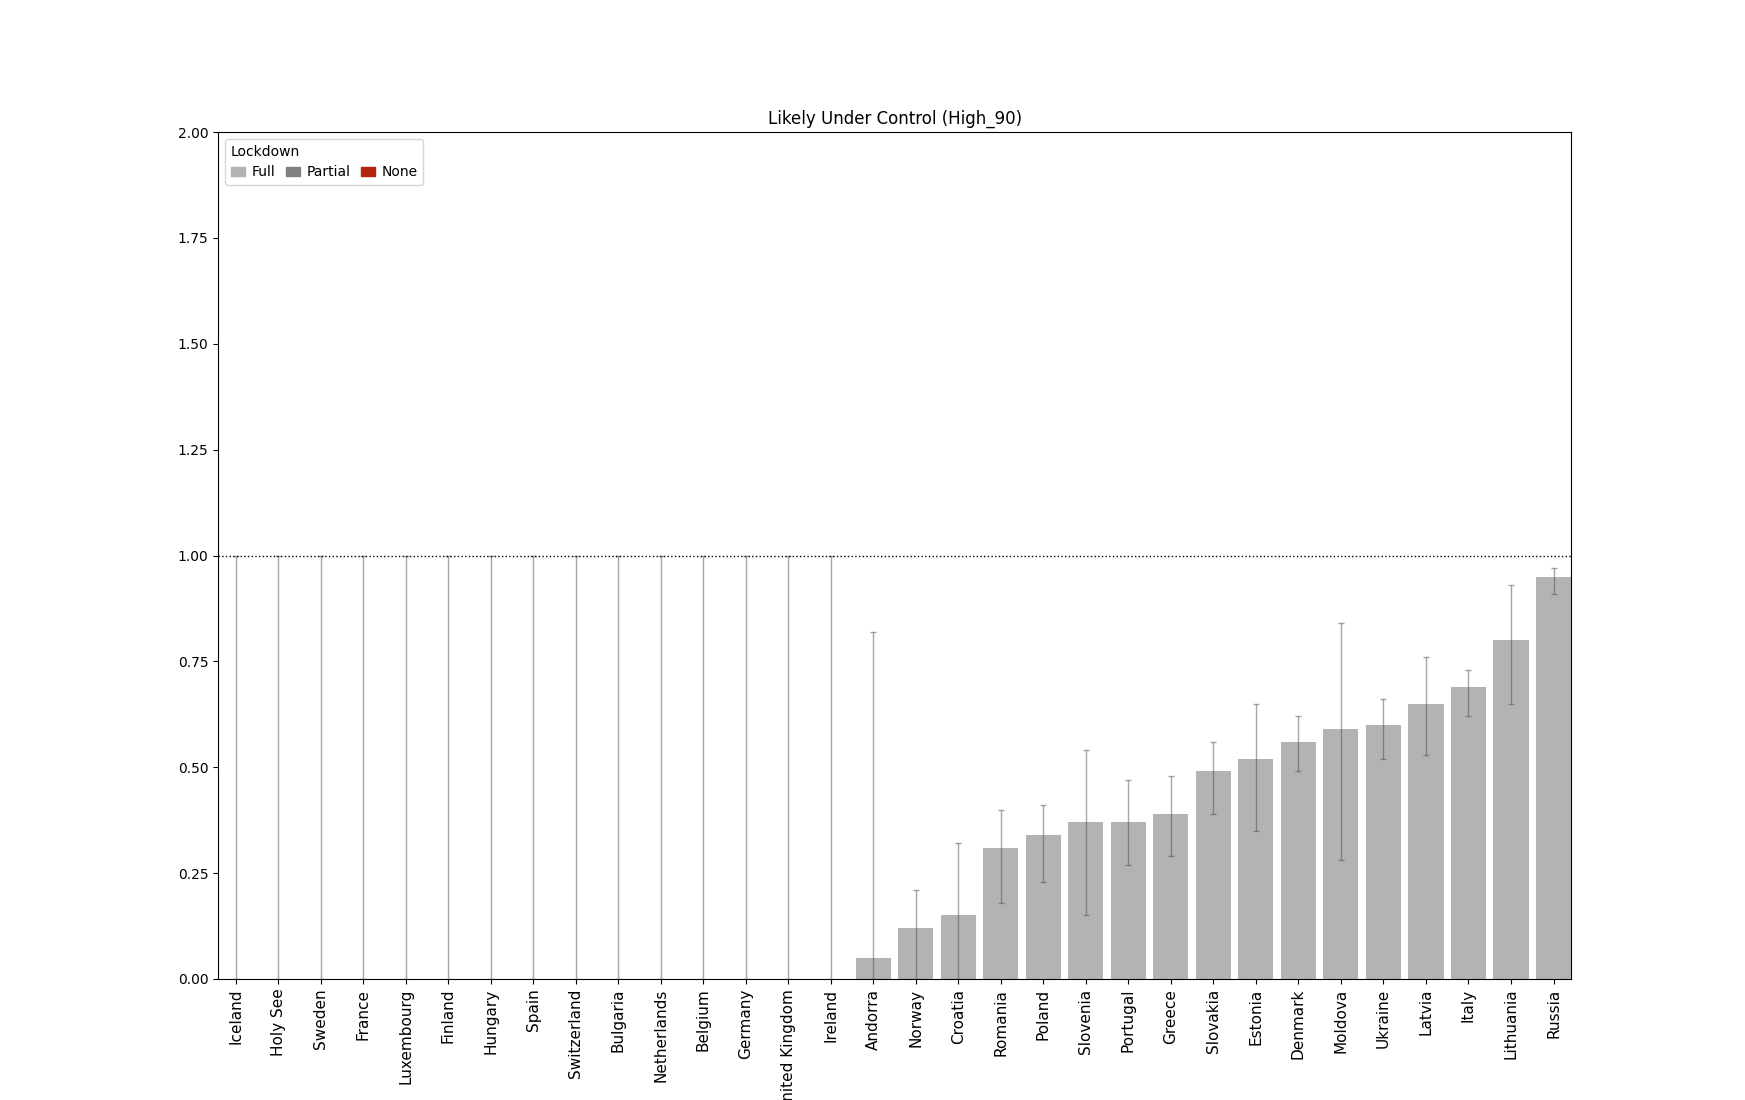 Likely Under Control (High_90)
Lockdown
Full Partial None
2.00
1.75
1.50
1.25
1.00
0.75
0.50
0.25
0.00
Iceland
Holy See
Sweden
France
Luxembourg
Finland
Hungary
Spain
Switzerland
Bulgaria
Netherlands
Belgium
Germany
nited Kingdom
Ireland
Andorra
Norway
Croatia
Romania
Poland
Slovenia
Portugal
Greece
Slovakia
Estonia
Denmark
Moldova
Ukraine
Latvia
Italy
Lithuania
Russia